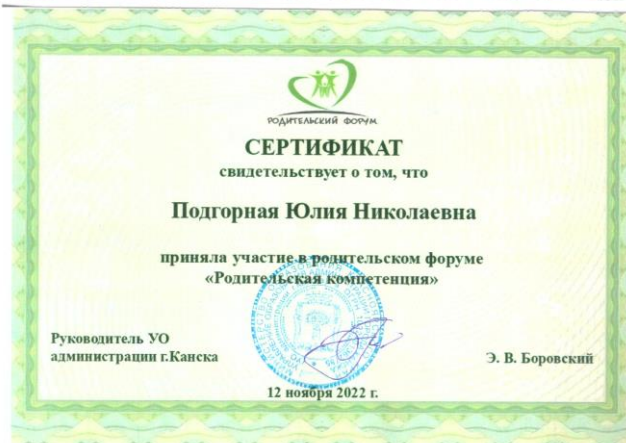 РОДИТЕЛЬСКИЙ ФОРУМ
СЕРТИФИКАТ
свидетельствует о том, что
Подгорная Юлия Николаевна
приняла участие в родительском форуме
«Родительская компетенция»
Руководитель УО
администрации г.Канска
Э. В. Боровский
12 ноября 2022 г.